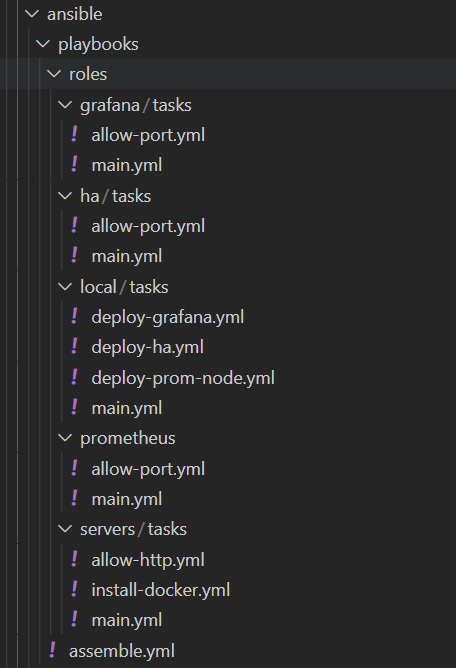 ansible
playbooks
roles
grafana/tasks
! allow-port.yml
! main.yml
ha/tasks
! allow-port.yml
! main.yml
local/tasks
! deploy-grafana.yml
! deploy-ha.yml
! deploy-prom-node.yml
! main.yml
prometheus
! allow-port.yml
! main.yml
servers/tasks
! allow-http.yml
! install-docker.yml
! main.yml
! assemble.yml